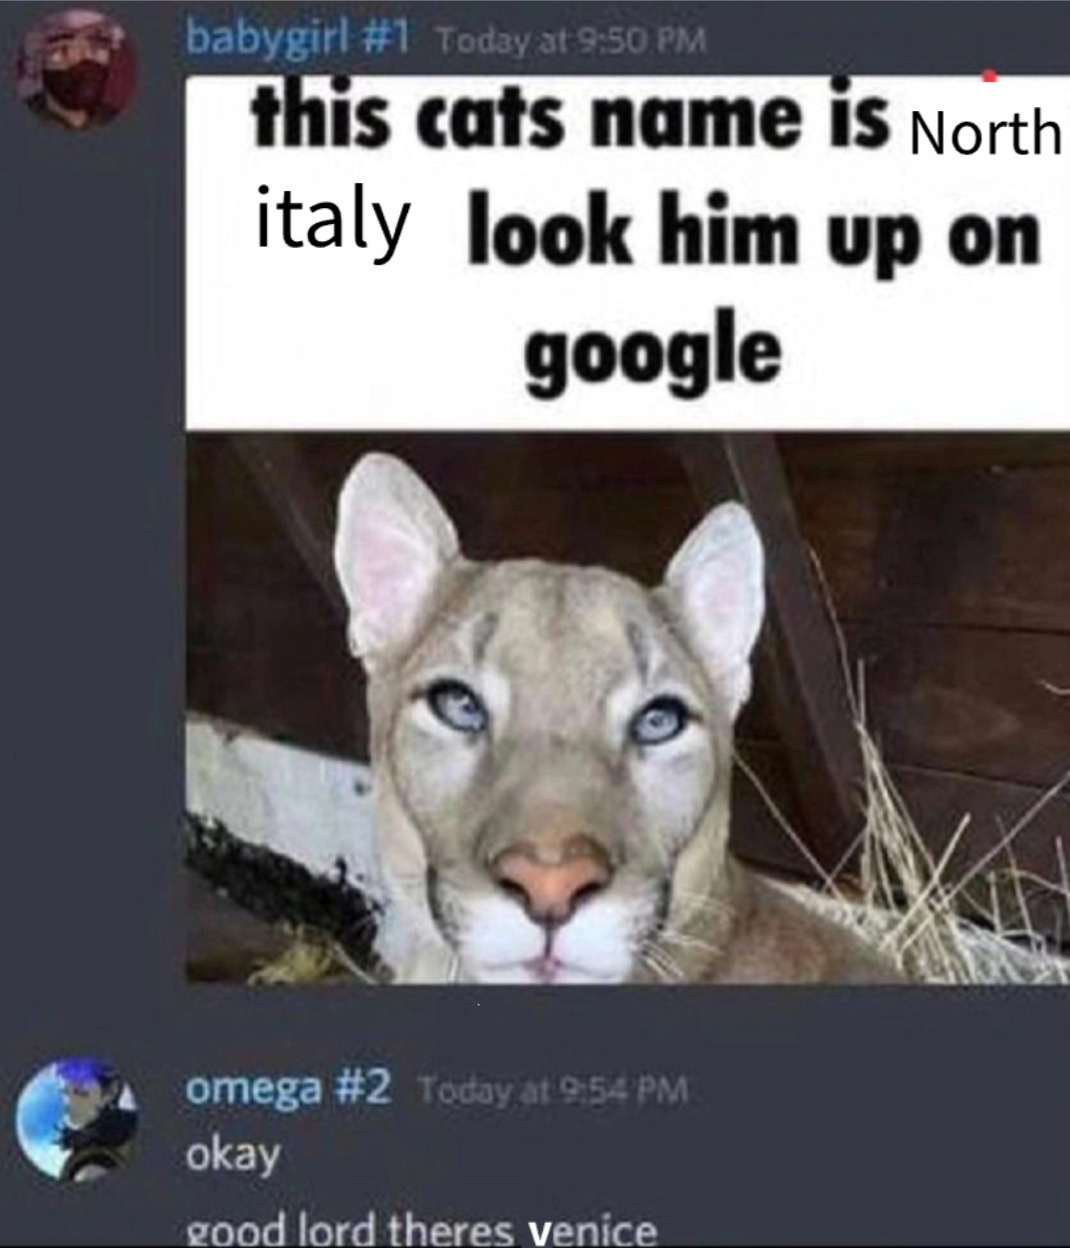 babygirl #1 Today at 9:50 PM
this cats name is North
italy look him up on
google
omega #2 Today at 9:54 PM
okay
good lord theres venice